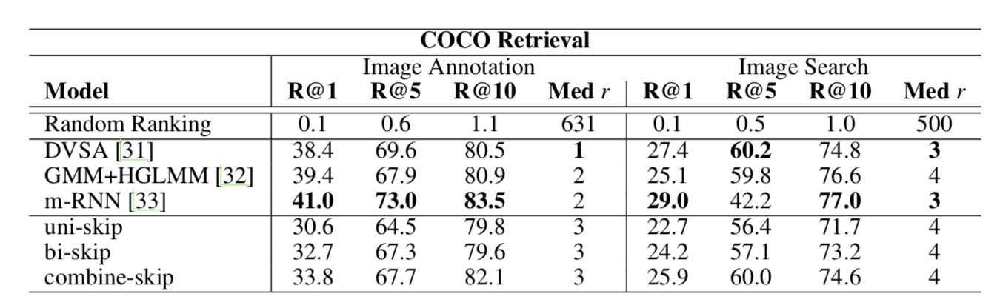 COCO Retrieval
Image Annotation Image Search
Model R@1 R@5 R@10 Med r R@1 R@5 R@10 Med r
Random Ranking 0.1 0.6 1.1 631 0.1 0.5 1.0 500
DVSA [31] 38.4 69.6 80.5 1 27.4 60.2 74.8 3
GMM+HGLMM [32] 39.4 67.9 80.9 2 25.1 59.8 76.6 4
m-RNN [33] 41.0 73.0 83.5 2 29.0 42.2 77.0 3
uni-skip 30.6 64.5 79.8 3 22.7 56.4 71.7 4
bi-skip 32.7 67.3 79.6 3 24.2 57.1 73.2 4
combine-skip 33.8 67.7 82.1 3 25.9 60.0 74.6 4